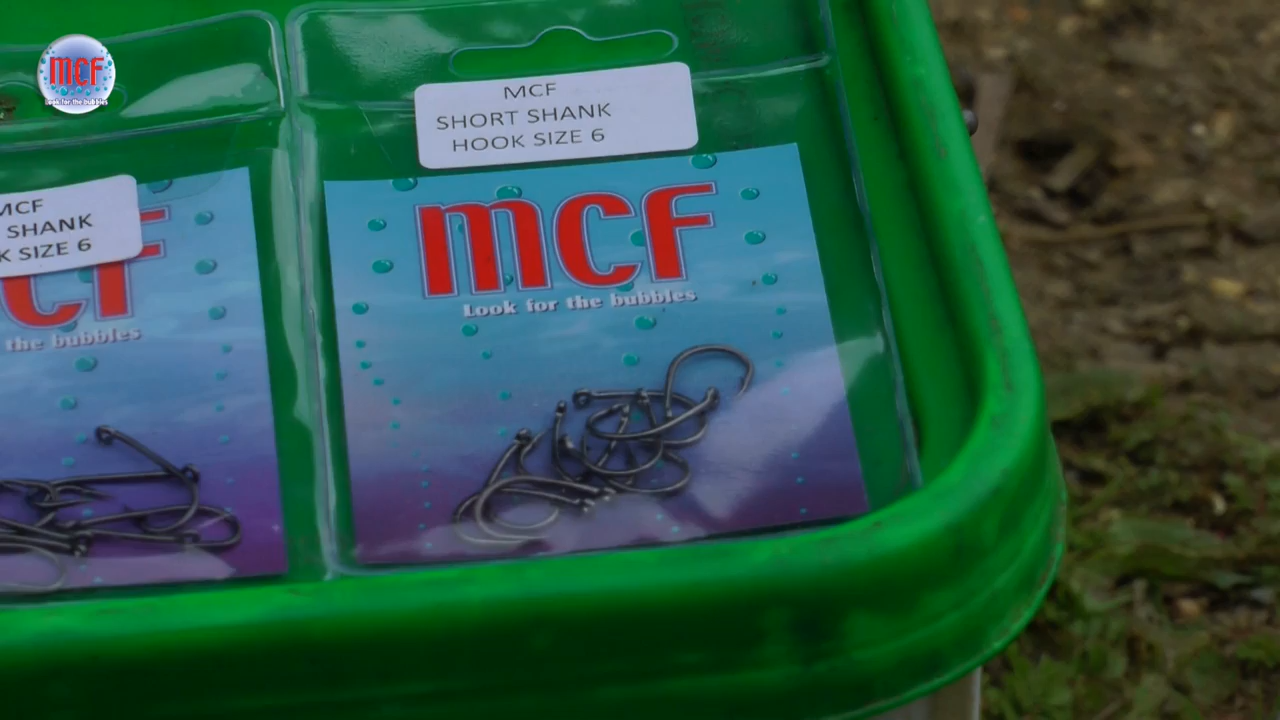 MCF
Look for the bubbles
MCF
SHORT SHANK
HOOK SIZE 6
mcF
Look for the bubbles
MCF
SHANK
SIZE 6
cF
the bubbles